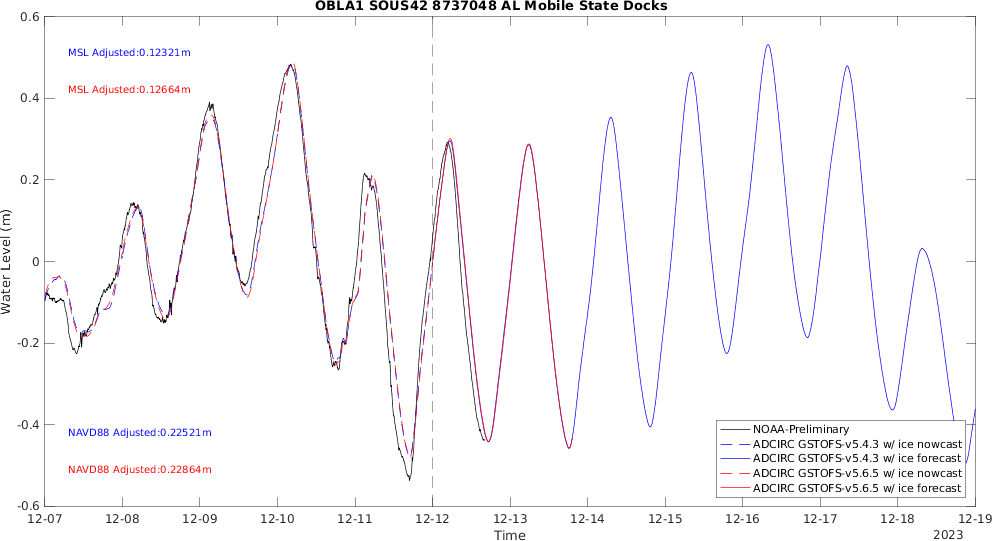 OBLA1 SOUS42 8737048 AL Mobile State Docks
0.6
0.4
0.2
0
-0.2
-0.4
-0.6
Water Level (m)
MSL Adjusted:0.12321m
MSL Adjusted:0.12664m
NAVD88 Adjusted:0.22521m
NAVD88 Adjusted:0.22864m
NOAA-Preliminary
ADCIRC GSTOFS-v5.4.3 w/ ice nowcast
ADCIRC GSTOFS-v5.4.3 w/ ice forecast
ADCIRC GSTOFS-v5.6.5 w/ ice nowcast
ADCIRC GSTOFS-v5.6.5 w/ ice forecast
12-07 12-08 12-09 12-10 12-11 12-12 12-13 12-14 12-15 12-16 12-17 12-18 12-19
Time
2023